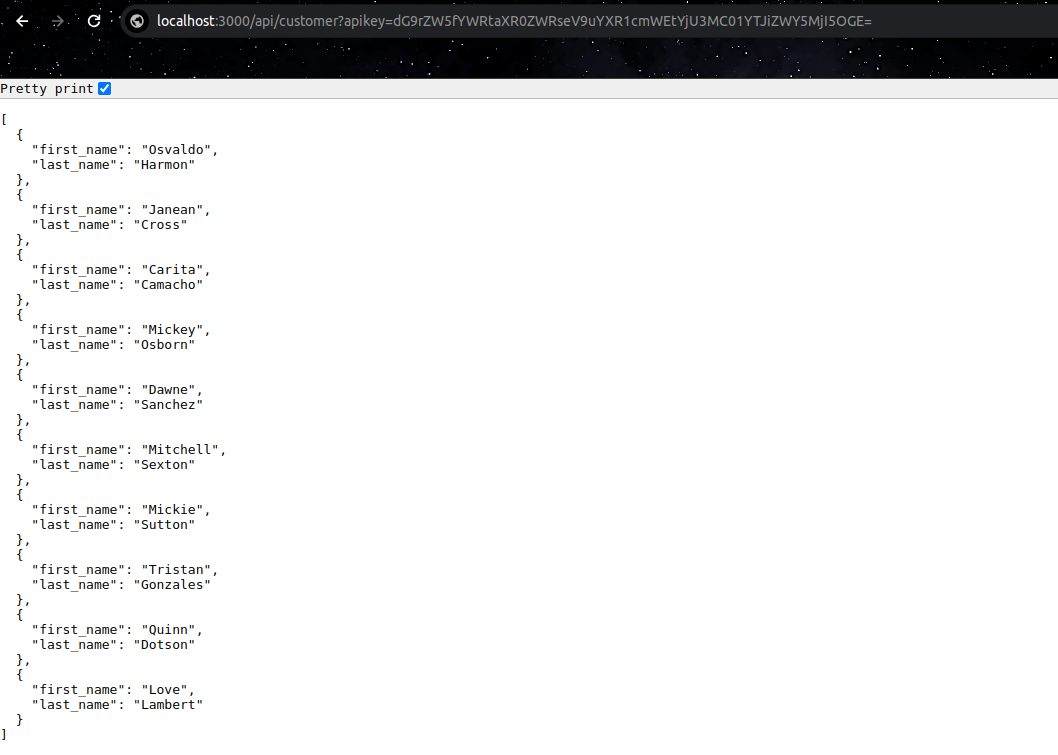 localhost:3000/api/customer?apikey=dG9rZW5fYWRtaXR0ZWRseV9uYXR1cmWEtYjU3MC01YTJiZWY5MjI5OGE=
Pretty print
[
  {
    "first_name": "Osvaldo",
    "last_name": "Harmon"
  },
  {
    "first_name": "Janean",
    "last_name": "Cross"
  },
  {
    "first_name": "Carita",
    "last_name": "Camacho"
  },
  {
    "first_name": "Mickey",
    "last_name": "Osborn"
  },
  {
    "first_name": "Dawne",
    "last_name": "Sanchez"
  },
  {
    "first_name": "Mitchell",
    "last_name": "Sexton"
  },
  {
    "first_name": "Mickie",
    "last_name": "Sutton"
  },
  {
    "first_name": "Tristan",
    "last_name": "Gonzales"
  },
  {
    "first_name": "Quinn",
    "last_name": "Dotson"
  },
  {
    "first_name": "Love",
    "last_name": "Lambert"
  }
]